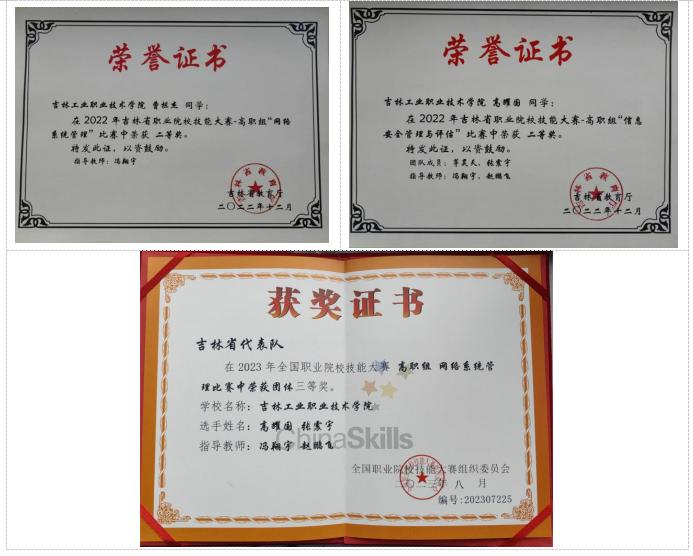 荣誉证书
吉林工业职业技术学院 曹桂杰 同学：
在2022年吉林省职业院校技能大赛-高职组“网络
系统管理”比赛中荣获 二等奖。
特发此证，以资鼓励。
指导教师：冯翔宇
吉林省教育厅
二〇二二年十二月
荣誉证书
吉林工业职业技术学院 高耀国 同学：
在2022年吉林省职业院校技能大赛-高职组“信息
安全管理与评估”比赛中荣获 二等奖。
特发此证，以资鼓励。
团队成员：昊天、张寰宇
指导教师：冯翔宇、赵鹏飞
吉林省教育厅
二〇二二年十二月
获奖证书
吉林省代表队
在2023年全国职业院校技能大赛 高职组 网络系统管
理比赛中荣获团体三等奖。
学校名称：吉林工业职业技术学院
选手姓名：高耀国 张寰宇
指导教师：冯翔宇 赵鹏飞
ChinaSkills
全国职业院校技能大赛组织委员会
二〇二三年 八 月
编号：202307225